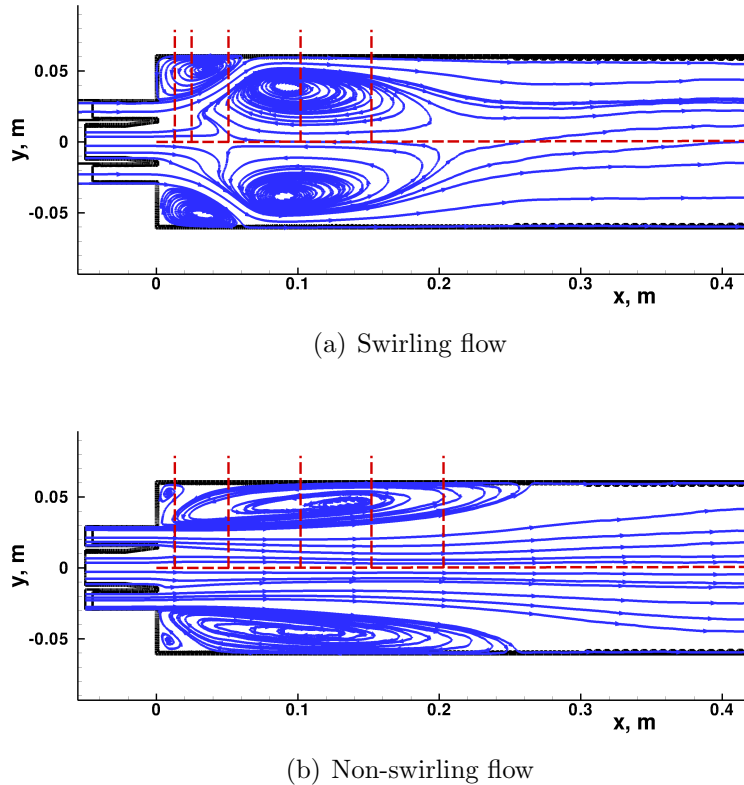 0.05
0
-0.05
y, m
0 0.1 0.2 0.3 0.4
x, m
(a) Swirling flow
0.05
0
-0.05
y, m
0 0.1 0.2 0.3 0.4
x, m
(b) Non-swirling flow